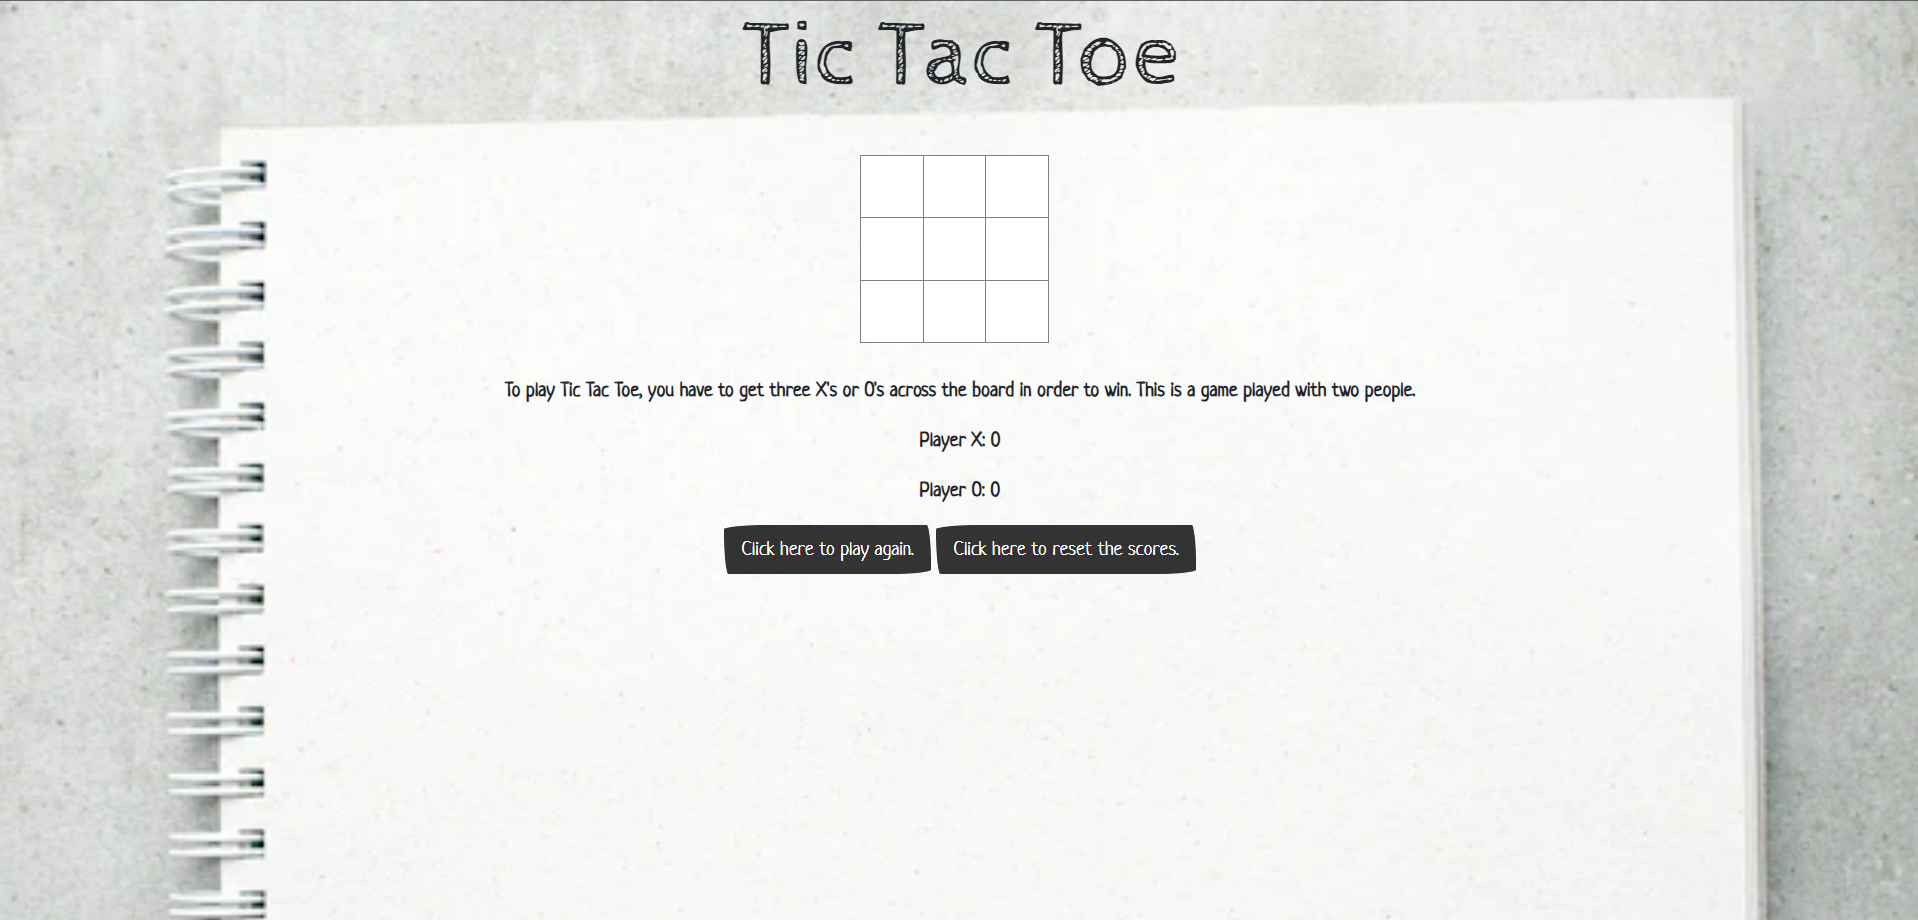 Tic Tac Toe
To play Tic Tac Toe, you have to get three X's or O's across the board in order to win. This is a game played with two people.
Player X: 0
Player O: 0
Click here to play again. Click here to reset the scores.